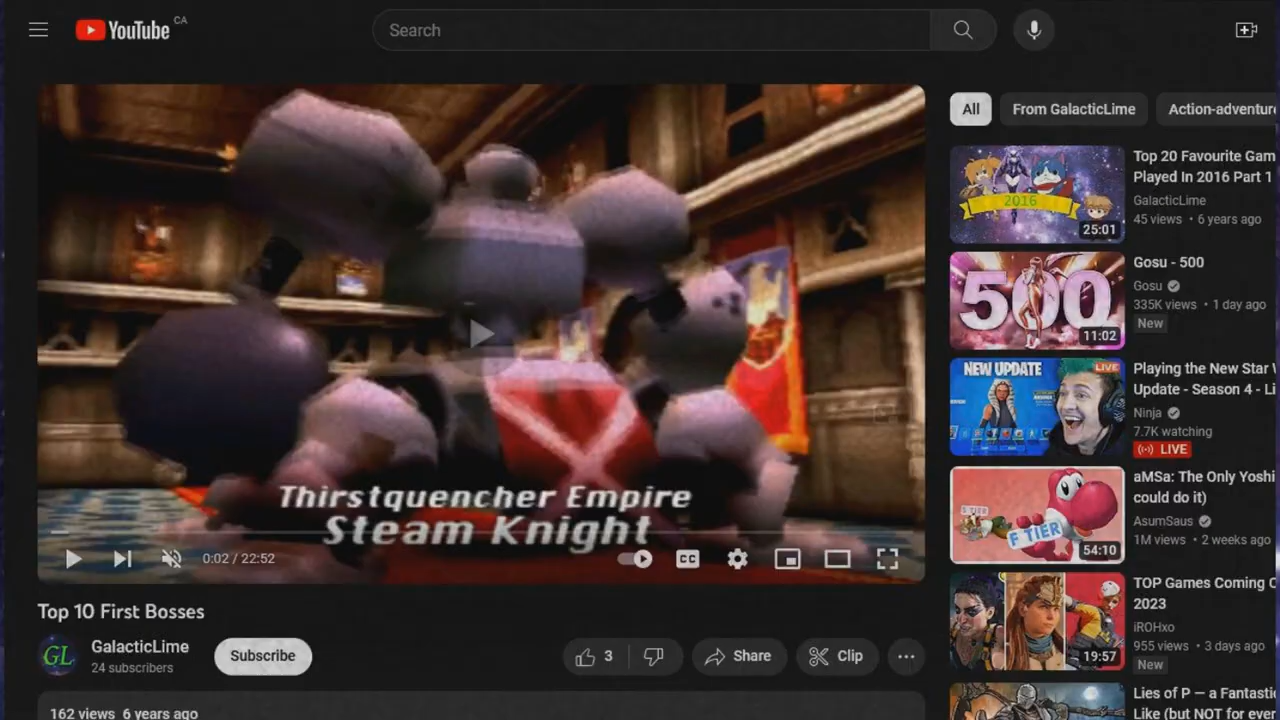 YouTube CA
Search
All
From GalacticLime
Action-adventure
Thirstquencher Empire
Steam Knight
0:02 / 22:52
CC
Top 10 First Bosses
GL
GalacticLime
24 subscribers
Subscribe
3
Share
Clip
162 views 6 years ago
2016
25:01
Top 20 Favourite Gam
Played In 2016 Part 1
GalacticLime
45 views • 6 years ago
500
11:02
Gosu - 500
Gosu
335K views • 1 day ago
New
NEW UPDATE
LIVE
Playing the New Star
Update - Season 4 - Li
Ninja
7.7K watching
LIVE
S TIER
F TIER
54:10
aMSa: The Only Yoshi
could do it)
AsumSaus
1M views • 2 weeks ago
19:57
TOP Games Coming
2023
iROHxo
955 views • 3 days ago
New
Lies of P — a Fantastic
Like (but NOT for ever